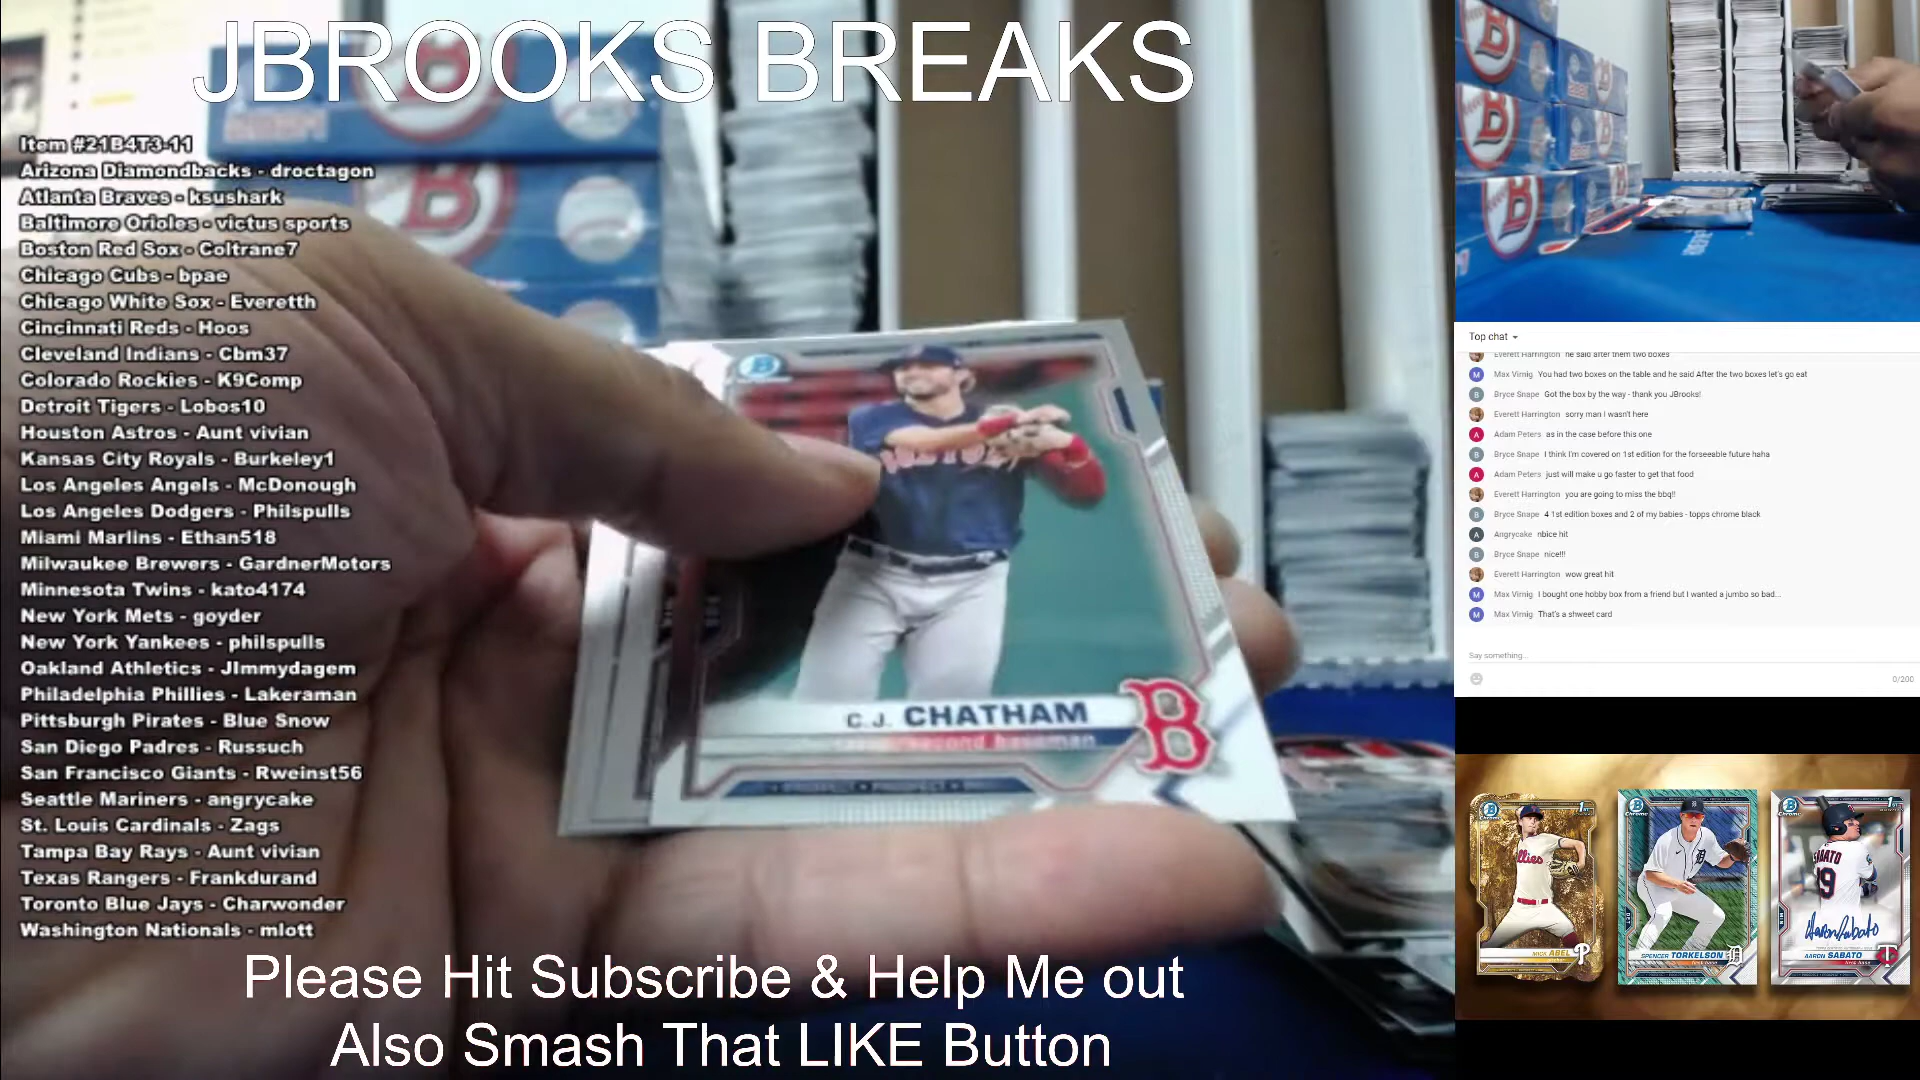 JBROOKS BREAKS
Item #21B4T3-11
Arizona Diamondbacks - droctagon
Atlanta Braves - ksushark
Baltimore Orioles - victus sports
Boston Red Sox - Coltrane7
Chicago Cubs - bpae
Chicago White Sox - Everetth
Cincinnati Reds - Hoos
Cleveland Indians - Cbm37
Colorado Rockies - K9Comp
Detroit Tigers - Lobos10
Houston Astros - Aunt vivian
Kansas City Royals - Burkeley1
Los Angeles Angels - McDonough
Los Angeles Dodgers - Philspulls
Miami Marlins - Ethan518
Milwaukee Brewers - GardnerMotors
Minnesota Twins - kato4174
New York Mets - goyder
New York Yankees - philspulls
Oakland Athletics - JImmydagem
Philadelphia Phillies - Lakeraman
Pittsburgh Pirates - Blue Snow
San Diego Padres - Russuch
San Francisco Giants - Rweinst56
Seattle Mariners - angrycake
St. Louis Cardinals - Zags
Tampa Bay Rays - Aunt vivian
Texas Rangers - Frankdurand
Toronto Blue Jays - Charwonder
Washington Nationals - mlott
C.J. CHATHAM
second baseman
B
Please Hit Subscribe & Help Me out
Also Smash That LIKE Button
Top chat
Everett Harrington he said after them two boxes
Max Virnig You had two boxes on the table and he said After the two boxes let's go eat
Bryce Snape Got the box by the way - thank you JBrooks!
Everett Harrington sorry man I wasn't here
Adam Peters as in the case before this one
Bryce Snape I think I'm covered on 1st edition for the forseeable future haha
Adam Peters just will make u go faster to get that food
Everett Harrington you are going to miss the bbq!!
Bryce Snape 4 1st edition boxes and 2 of my babies - topps chrome black
Angrycake nbice hit
Bryce Snape nice!!!
Everett Harrington wow great hit
Max Virnig I bought one hobby box from a friend but I wanted a jumbo so bad...
Max Virnig That's a shweet card
Say something...
0/200
MICK ABEL
SPENCER TORKELSON
AARON SABATO